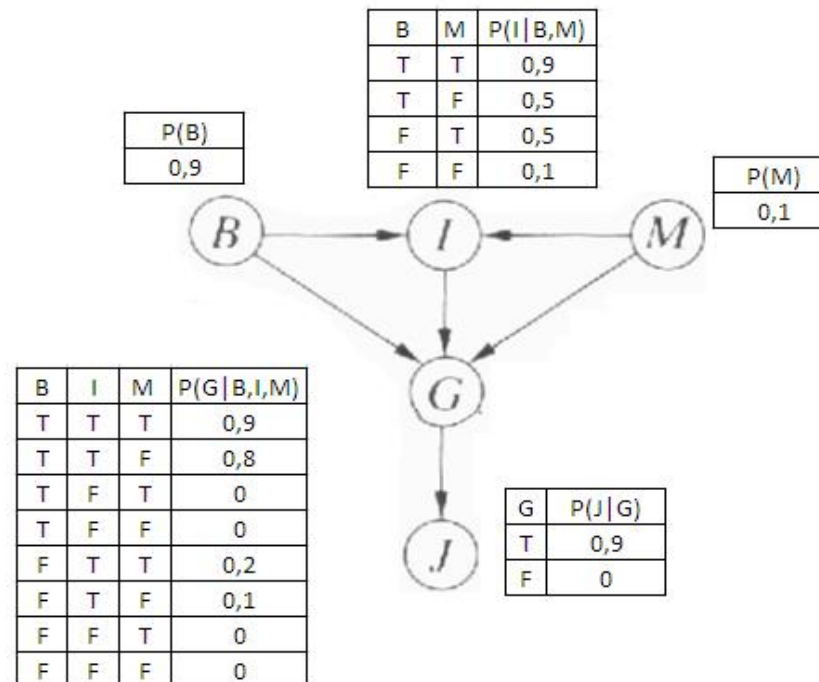 B M P(I|B,M)
T T 0,9
T F 0,5
F T 0,5
F F 0,1
P(B)
0,9
P(M)
0,1
B I M
G
J
B I M P(G|B,I,M)
T T T 0,9
T T F 0,8
T F T 0
T F F 0
F T T 0,2
F T F 0,1
F F T 0
F F F 0
G P(J|G)
T 0,9
F 0